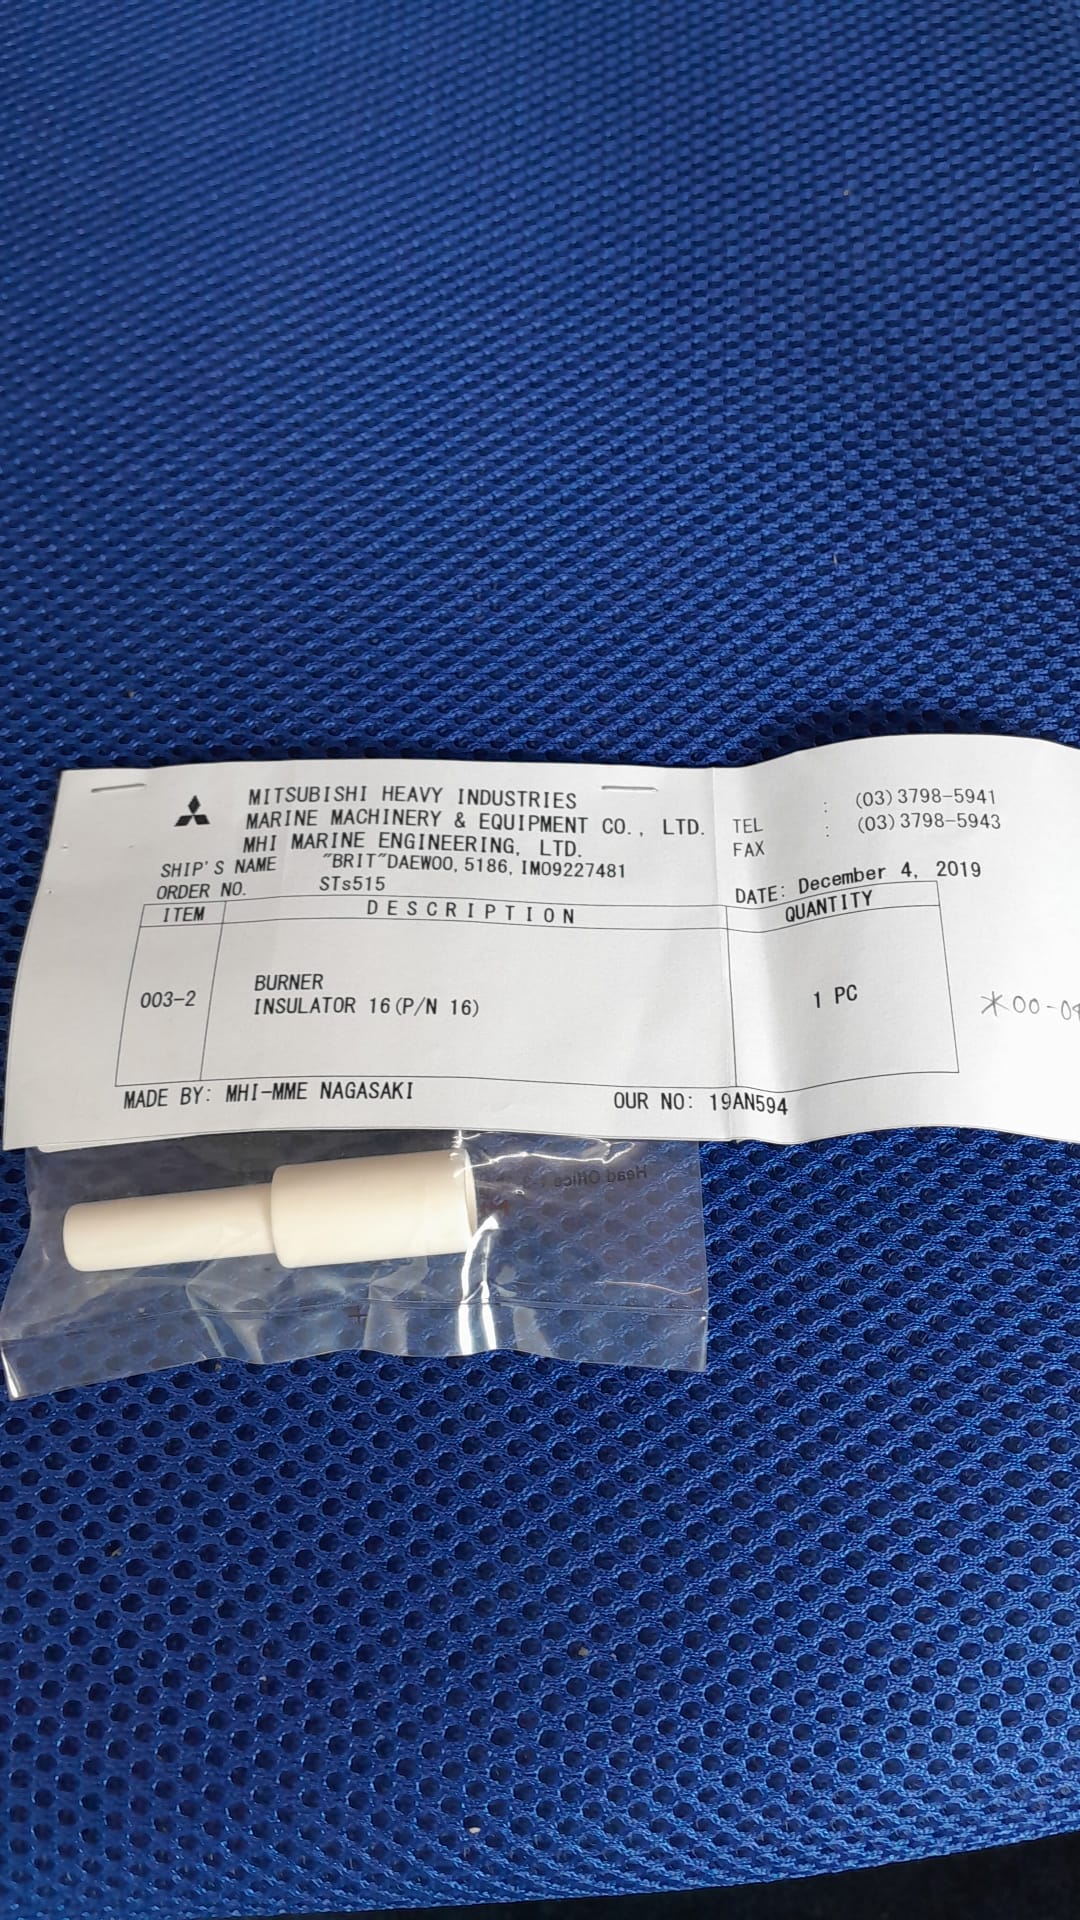 MITSUBISHI HEAVY INDUSTRIES
MARINE MACHINERY & EQUIPMENT CO., LTD.
MHI MARINE ENGINEERING, LTD.
TEL : (03)3798-5941
FAX : (03)3798-5943
SHIP'S NAME "BRIT"DAEWOO,5186,IMO9227481
ORDER NO. STs515
DATE: December 4, 2019
ITEM DESCRIPTION QUANTITY
003-2 BURNER
INSULATOR 16(P/N 16) 1 PC
*00-0
MADE BY: MHI-MME NAGASAKI OUR NO: 19AN594
Head Office